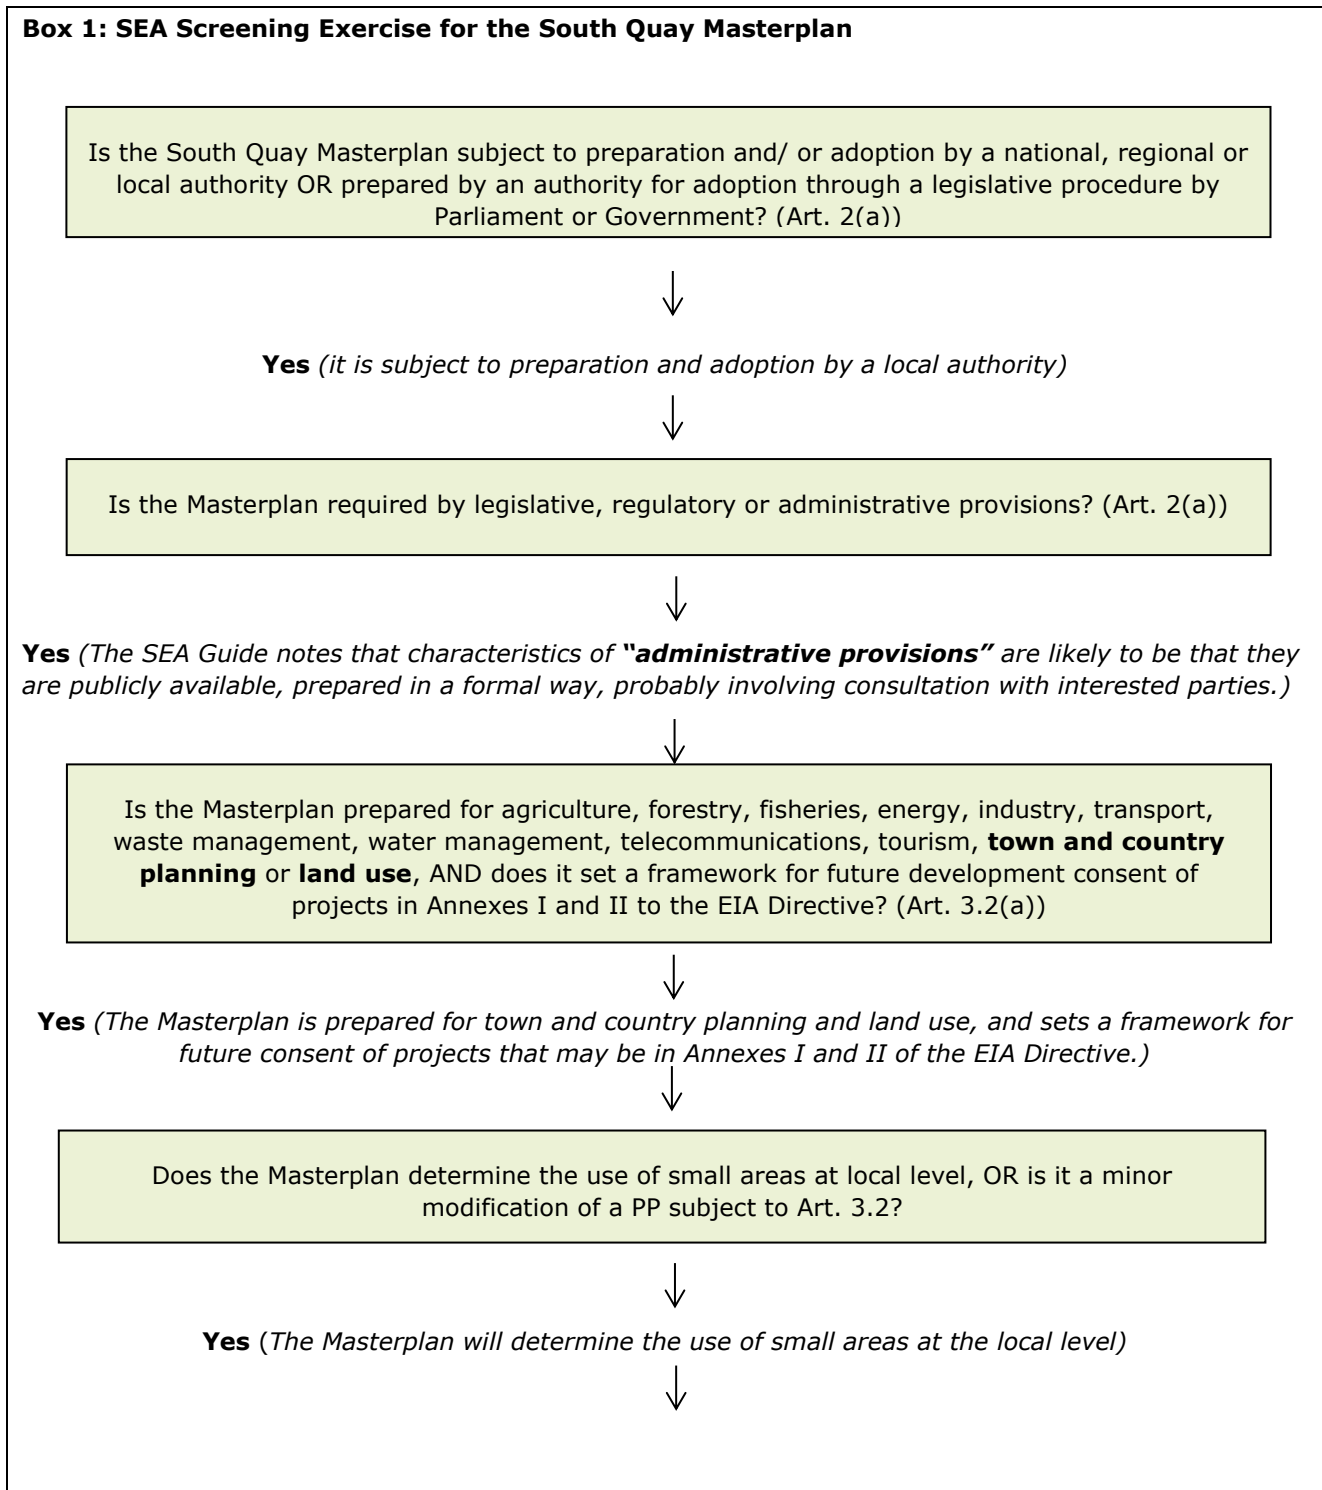 Box 1: SEA Screening Exercise for the South Quay Masterplan
Is the South Quay Masterplan subject to preparation and/ or adoption by a national, regional or
local authority OR prepared by an authority for adoption through a legislative procedure by
Parliament or Government? (Art. 2(a))
Yes (it is subject to preparation and adoption by a local authority)
Is the Masterplan required by legislative, regulatory or administrative provisions? (Art. 2(a))
Yes (The SEA Guide notes that characteristics of “administrative provisions” are likely to be that they
are publicly available, prepared in a formal way, probably involving consultation with interested parties.)
Is the Masterplan prepared for agriculture, forestry, fisheries, energy, industry, transport,
waste management, water management, telecommunications, tourism, town and country
planning or land use, AND does it set a framework for future development consent of
projects in Annexes I and II to the EIA Directive? (Art. 3.2(a))
Yes (The Masterplan is prepared for town and country planning and land use, and sets a framework for
future consent of projects that may be in Annexes I and II of the EIA Directive.)
Does the Masterplan determine the use of small areas at local level, OR is it a minor
modification of a PP subject to Art. 3.2?
Yes (The Masterplan will determine the use of small areas at the local level)